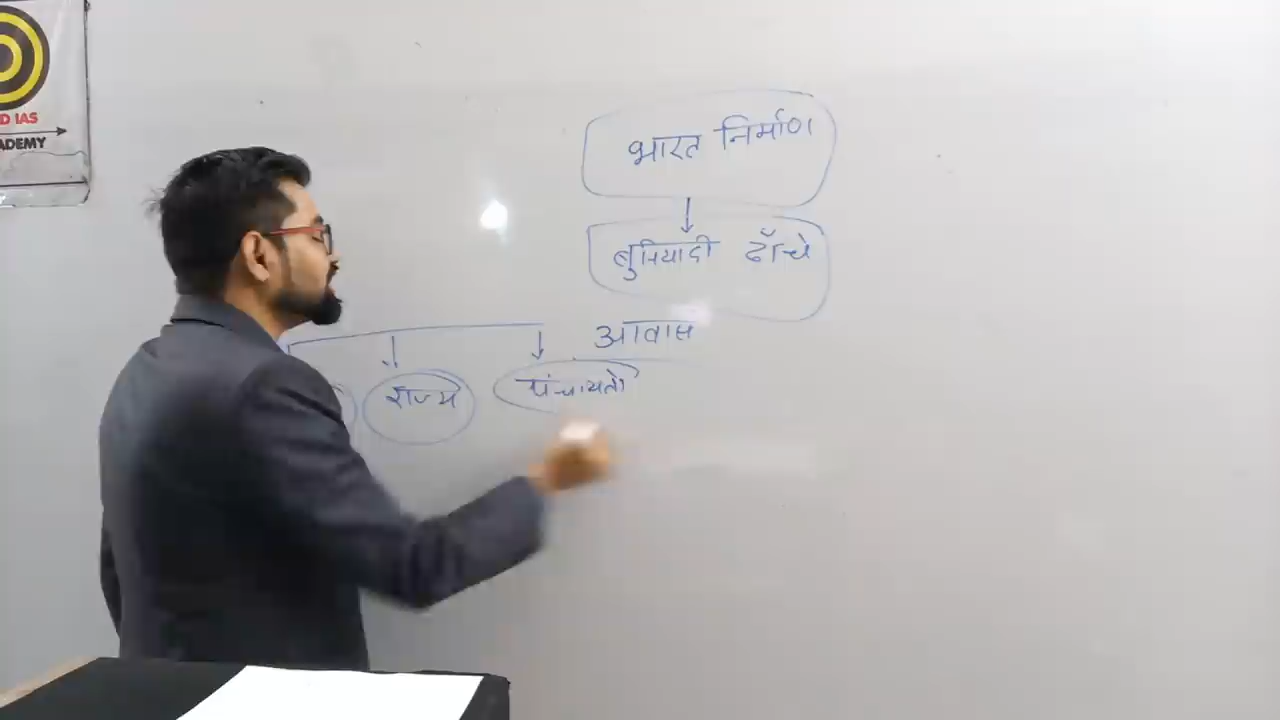 D IAS
ADEMY
भारत निर्माण
बुनियादी ढाँचे
आवास
राज्य
पंचायतो